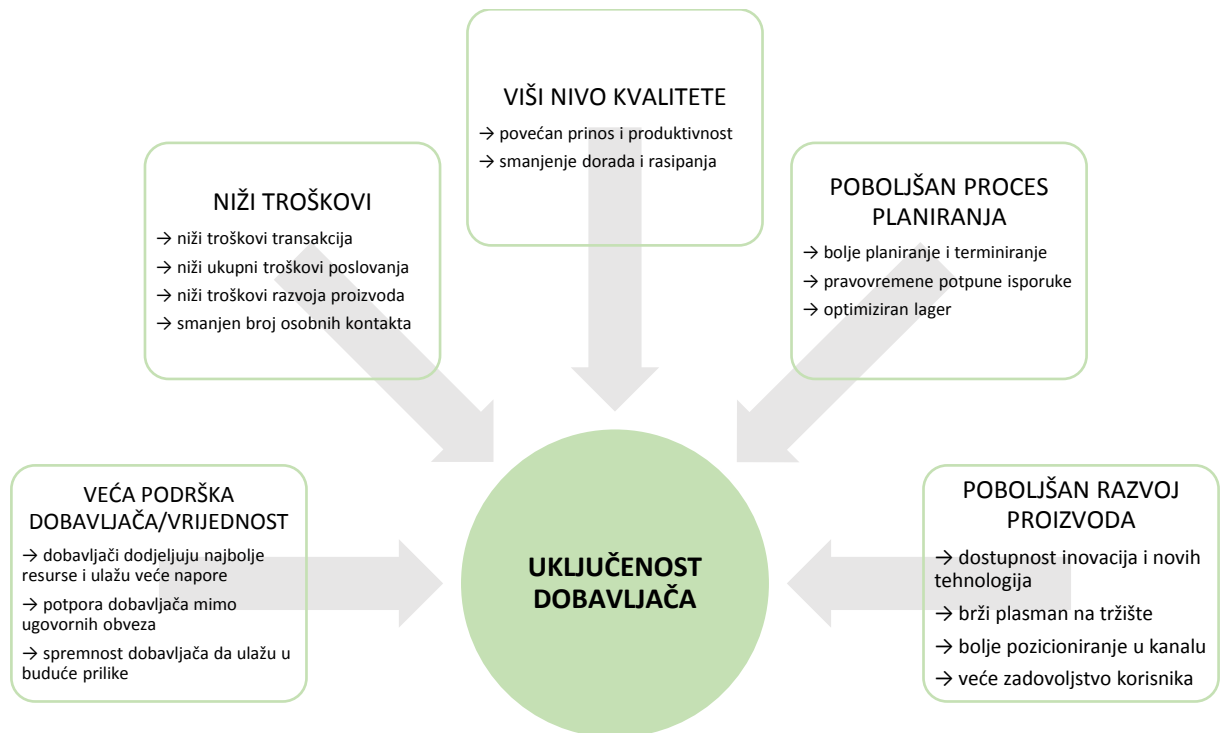 VIŠI NIVO KVALITETE
→ povećan prinos i produktivnost
→ smanjenje dorada i rasipanja
NIŽI TROŠKOVI
→ niži troškovi transakcija
→ niži ukupni troškovi poslovanja
→ niži troškovi razvoja proizvoda
→ smanjen broj osobnih kontakta
POBOLJŠAN PROCES
PLANIRANJA
→ bolje planiranje i terminiranje
→ pravovremene potpune isporuke
→ optimiziran lager
VEĆA PODRŠKA
DOBAVLJAČA/VRIJEDNOST
→ dobavljači dodjeljuju najbolje
resurse i ulažu veće napore
→ potpora dobavljača mimo
ugovornih obveza
→ spremnost dobavljača da ulažu u
buduće prilike
UKLJUČENOST
DOBAVLJAČA
POBOLJŠAN RAZVOJ
PROIZVODA
→ dostupnost inovacija i novih
tehnologija
→ brži plasman na tržište
→ bolje pozicioniranje u kanalu
→ veće zadovoljstvo korisnika